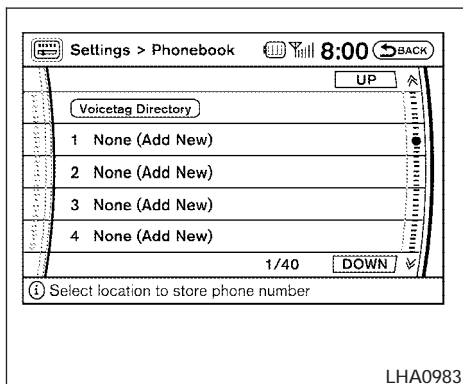 Settings > Phonebook 8:00 BACK
UP
Voicetag Directory
1 None (Add New)
2 None (Add New)
3 None (Add New)
4 None (Add New)
1/40 DOWN
i Select location to store phone number
LHA0983